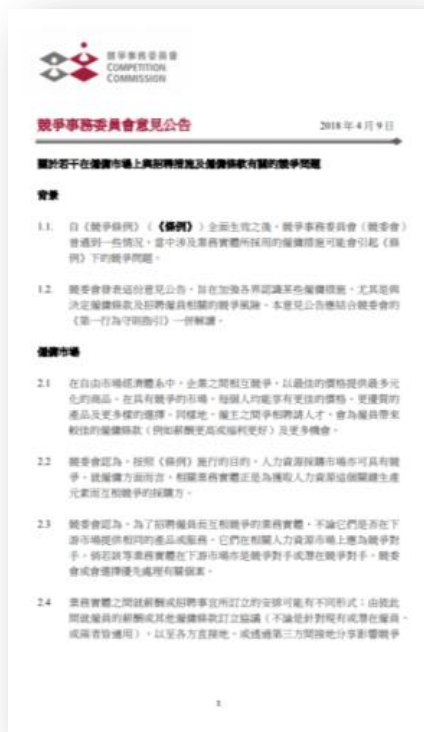 競爭事務委員會
COMPETITION
COMMISSION
競爭事務委員會意見公告
2018 年 4 月 9 日
關於若干在僱傭市場上與招聘措施及僱傭條款有關的競爭問題
背景
1.1. 自《競爭條例》(《條例》)全面生效之後,競爭事務委員會(競委會)
曾遇到一些情況,當中涉及業務實體所採用的僱傭措施可能會引起《條
例》下的競爭問題。
1.2 競委會發表這份意見公告,旨在加強各界認識某些僱傭措施,尤其是與
決定僱傭條款及招聘僱員相關的競爭風險。本意見公告應結合競委會的
《第一行為守則指引》一併解讀。
僱傭市場
2.1 在自由市場經濟體系中,企業之間相互競爭,以最佳的價格提供最多元
化的商品。在具有競爭的市場,每個人均能享有更佳的價格、更優質的
產品及更多樣的選擇。同樣地,僱主之間爭相聘請人才,會為僱員帶來
較佳的僱傭條款(例如薪酬更高或福利更好)及更多機會。
2.2 競委會認為,按照《條例》施行的目的,人力資源採購市場亦可具有競
爭。就僱傭方面而言,相關業務實體正是為獲取人力資源這個關鍵生產
元素而互相競爭的採購方。
2.3 競委會認為,為了招聘僱員而互相競爭的業務實體,不論它們是否在下
游市場提供相同的產品或服務,它們在相關人力資源市場上應為競爭對
手。倘若該等業務實體在下游市場亦是競爭對手或潛在競爭對手,競委
會或會選擇優先處理有關個案。
2.4 業務實體之間就薪酬或招聘事宜所訂立的安排可能有不同形式:由彼此
間就僱員的薪酬或其他僱傭條款訂立協議(不論是針對現有或潛在僱員,
或兩者皆適用),以至各方直接地,或透過第三方間接地分享影響競爭
1